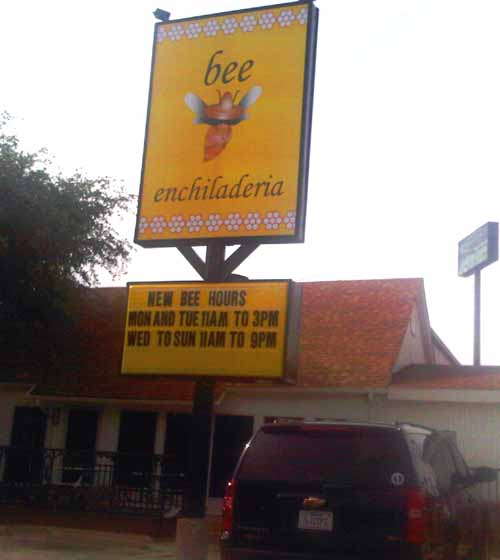 bee
enchiladeria
NEW BEE HOURS
MON AND TUE 11AM TO 3PM
WED TO SUN 11AM TO 9PM